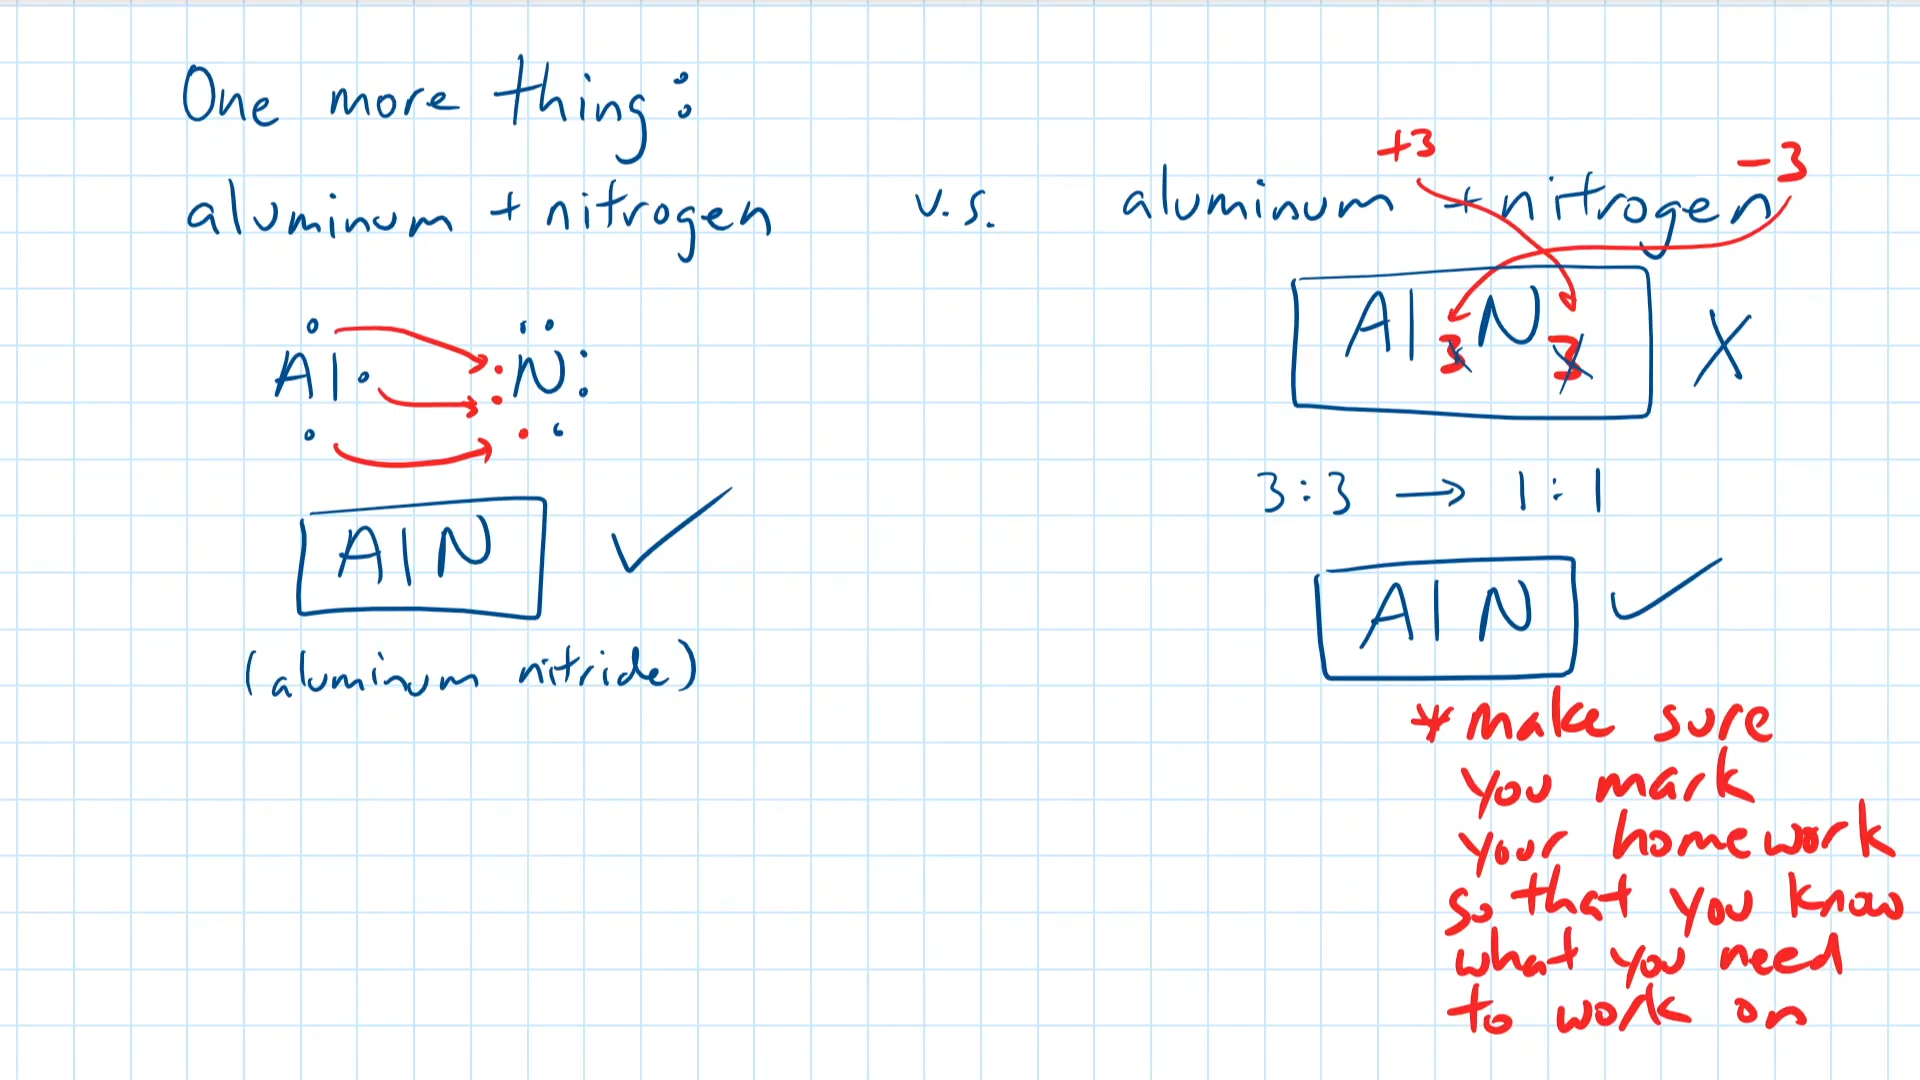 One more thing:
aluminum + nitrogen v.s. aluminum + nitrogen
+3 -3
Al N
Al3N3 X
3:3 → 1:1
AlN ✓
(aluminum nitride)
AlN ✓
* make sure
you mark
your homework
so that you know
what you need
to work on